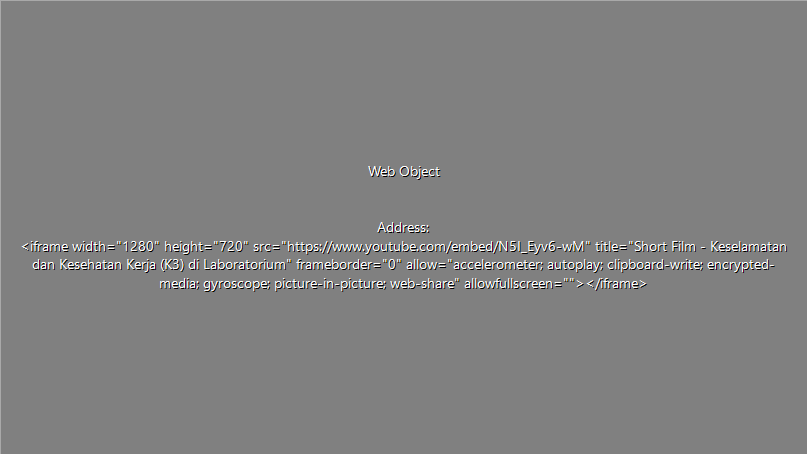 Web Object
Address:
<iframe width="1280" height="720" src="https://www.youtube.com/embed/N5I_Eyv6-wM" title="Short Film - Keselamatan
dan Kesehatan Kerja (K3) di Laboratorium" frameborder="0" allow="accelerometer; autoplay; clipboard-write; encrypted-
media; gyroscope; picture-in-picture; web-share" allowfullscreen=""></iframe>